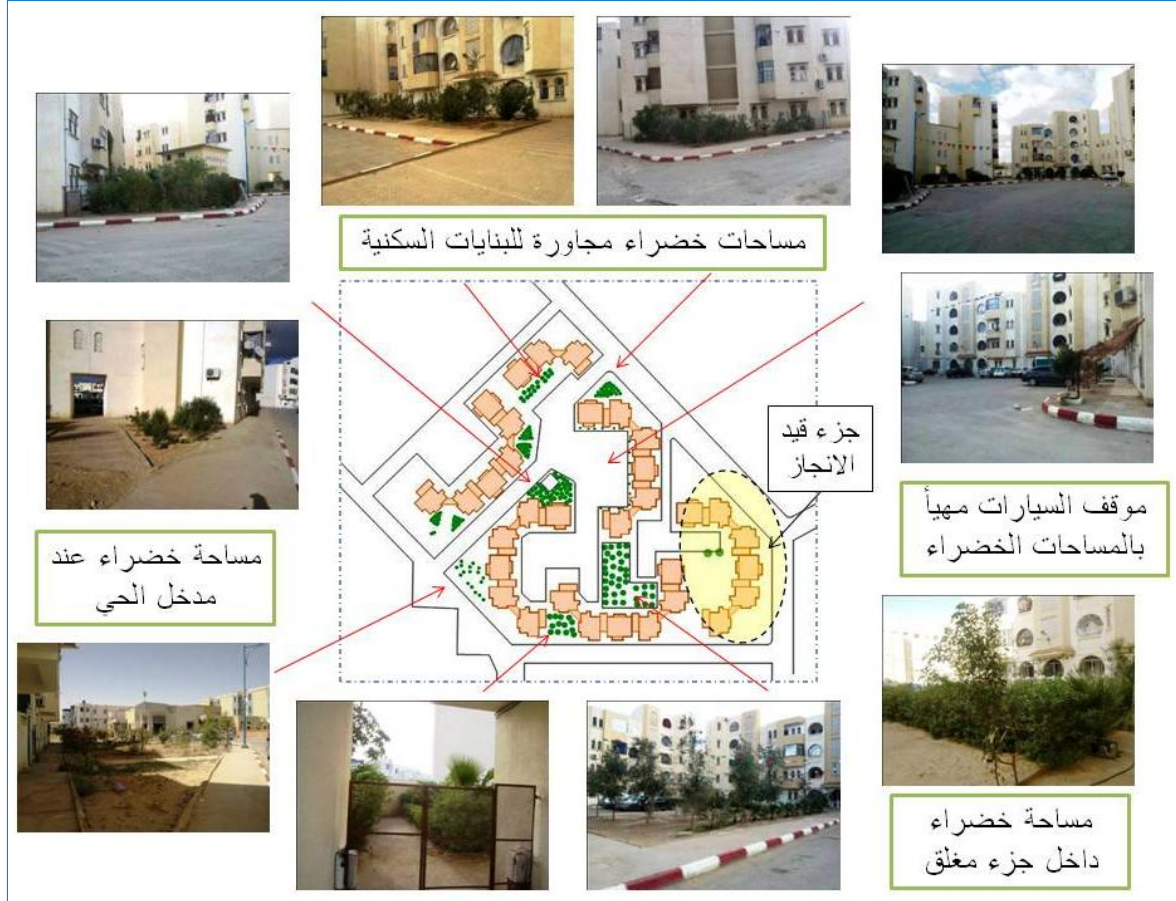 مساحات خضراء مجاورة للبنايات السكنية
جزء قيد
الانجاز
موقف السيارات مهيأ
بالمساحات الخضراء
مساحة خضراء عند
مدخل الحي
مساحة خضراء
داخل جزء مغلق